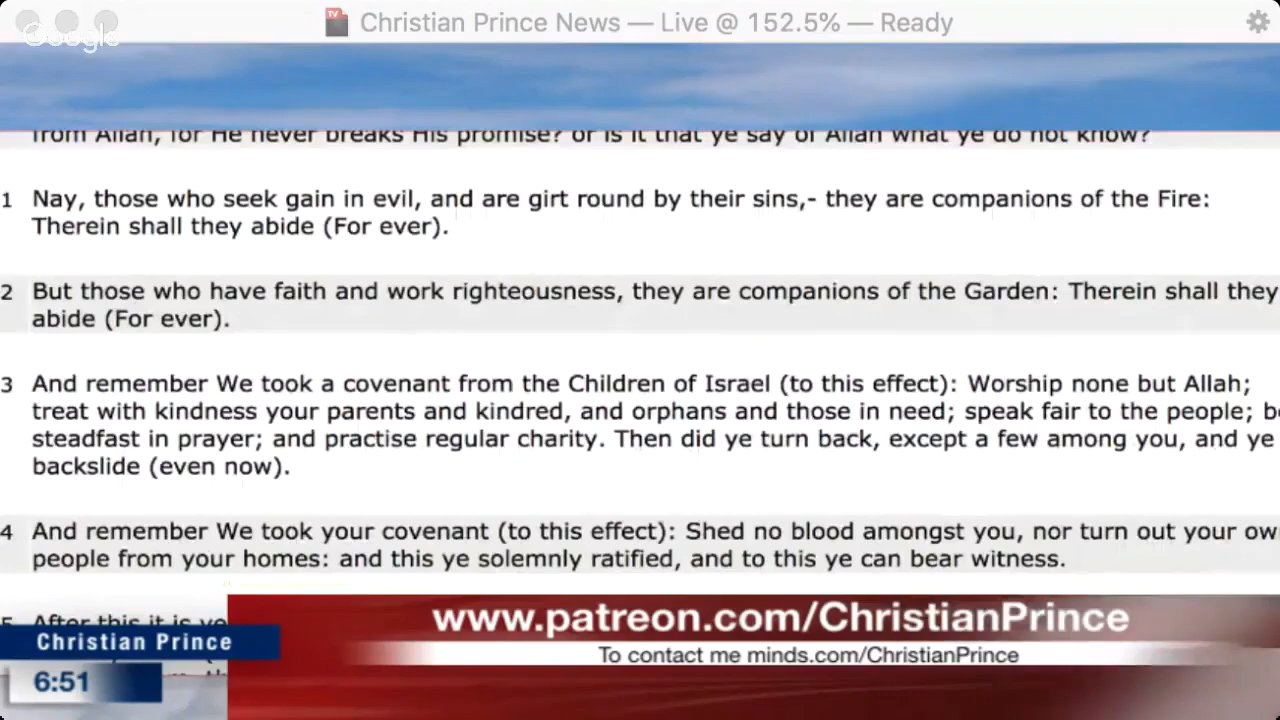 Christian Prince News — Live @ 152.5% — Ready
Google
TV
from Allah, for He never breaks His promise? or is it that ye say of Allah what ye do not know?
1 Nay, those who seek gain in evil, and are girt round by their sins,- they are companions of the Fire:
Therein shall they abide (For ever).
2 But those who have faith and work righteousness, they are companions of the Garden: Therein shall they
abide (For ever).
3 And remember We took a covenant from the Children of Israel (to this effect): Worship none but Allah;
treat with kindness your parents and kindred, and orphans and those in need; speak fair to the people; b
steadfast in prayer; and practise regular charity. Then did ye turn back, except a few among you, and ye
backslide (even now).
4 And remember We took your covenant (to this effect): Shed no blood amongst you, nor turn out your ow
people from your homes: and this ye solemnly ratified, and to this ye can bear witness.
5 After this it is ye
www.patreon.com/ChristianPrince
Christian Prince
To contact me minds.com/ChristianPrince
6:51